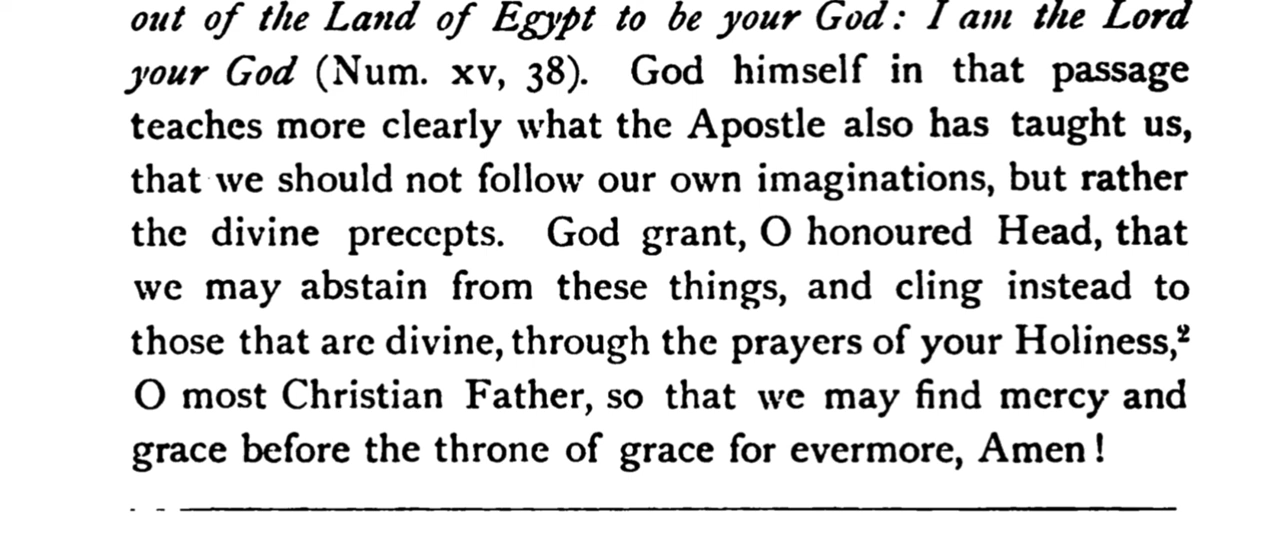 out of the Land of Egypt to be your God: I am the Lord
your God (Num. xv, 38). God himself in that passage
teaches more clearly what the Apostle also has taught us,
that we should not follow our own imaginations, but rather
the divine precepts. God grant, O honoured Head, that
we may abstain from these things, and cling instead to
those that are divine, through the prayers of your Holiness,²
O most Christian Father, so that we may find mercy and
grace before the throne of grace for evermore, Amen!